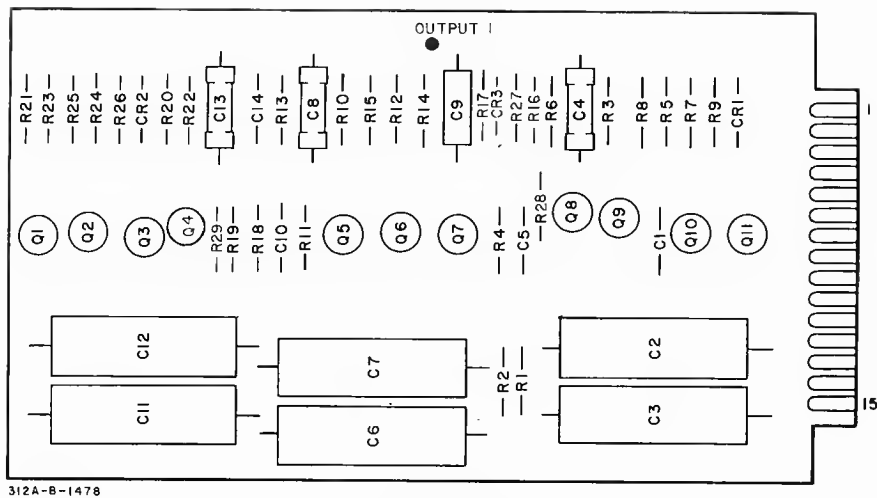 OUTPUT 1
R21 R23 R25 R24 R26 CR2 R20 R22 C13 C14 R13 C8 R10 R15 R12 R14 C9 R17 CR3 R27 R16 R6 C4 R3 R8 R5 R7 R9 CR1 1
Q1 Q2 Q3 Q4 R29 R19 R18 C10 R11 Q5 Q6 Q7 R4 C5 R28 Q8 Q9 C1 Q10 Q11
C12 C7 R2 R1 C2
C11 C6 C3 15
312A-B-1478